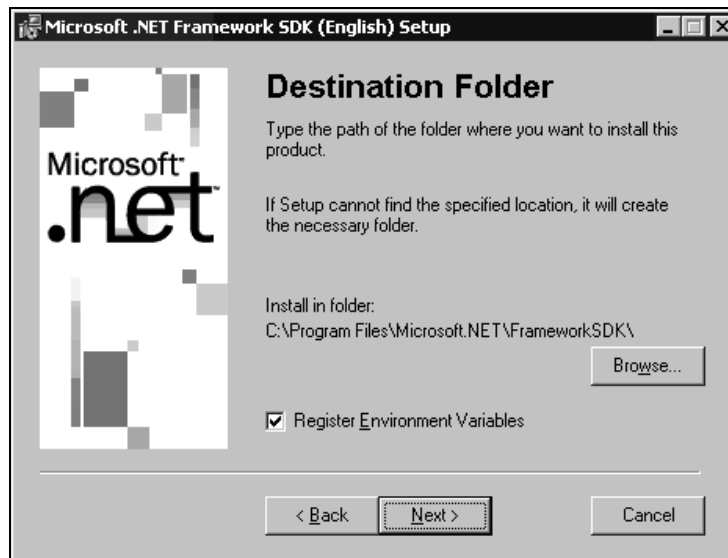 Microsoft .NET Framework SDK (English) Setup
Microsoft
.net
Destination Folder
Type the path of the folder where you want to install this
product.
If Setup cannot find the specified location, it will create
the necessary folder.
Install in folder:
C:\Program Files\Microsoft.NET\FrameworkSDK\
Browse...
Register Environment Variables
< Back
Next >
Cancel